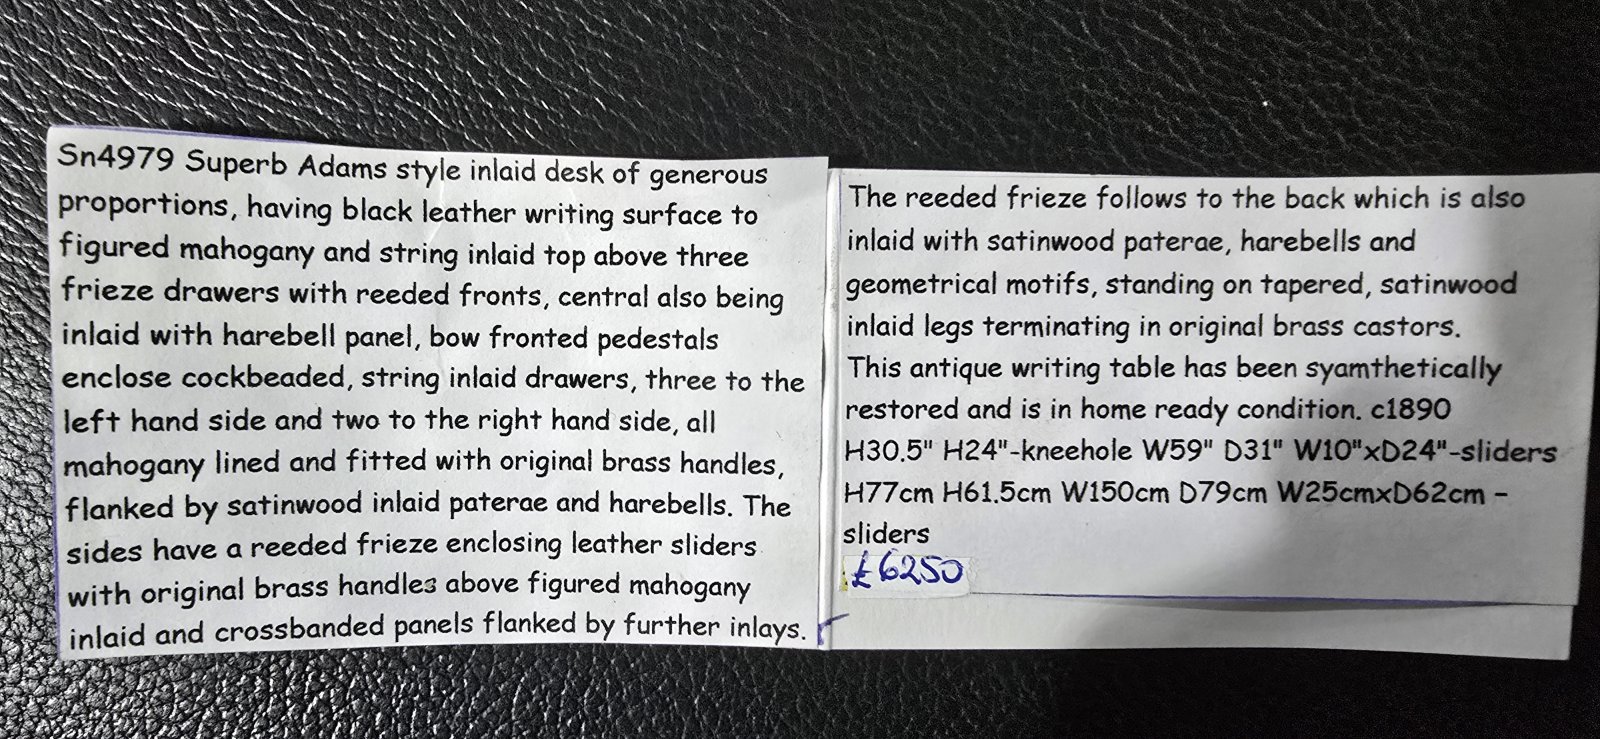 Sn4979 Superb Adams style inlaid desk of generous
proportions, having black leather writing surface to
figured mahogany and string inlaid top above three
frieze drawers with reeded fronts, central also being
inlaid with harebell panel, bow fronted pedestals
enclose cockbeaded, string inlaid drawers, three to the
left hand side and two to the right hand side, all
mahogany lined and fitted with original brass handles,
flanked by satinwood inlaid paterae and harebells. The
sides have a reeded frieze enclosing leather sliders
with original brass handles above figured mahogany
inlaid and crossbanded panels flanked by further inlays.
The reeded frieze follows to the back which is also
inlaid with satinwood paterae, harebells and
geometrical motifs, standing on tapered, satinwood
inlaid legs terminating in original brass castors.
This antique writing table has been syamthetically
restored and is in home ready condition. c1890
H30.5" H24"-kneehole W59" D31" W10"xD24"-sliders
H77cm H61.5cm W150cm D79cm W25cmxD62cm –
sliders
£6250